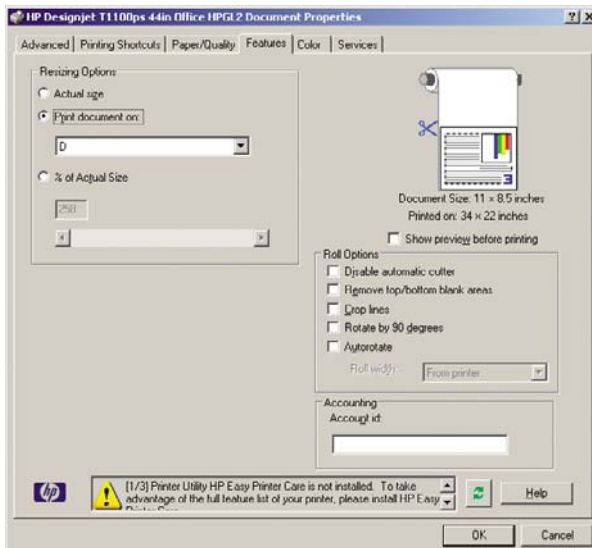 HP Designjet T1100ps 44in Office HPGL2 Document Properties
Advanced Printing Shortcuts Paper/Quality Features Color Services
Resizing Options
Actual size
Print document on:
D
% of Actual Size
258
3
Document Size: 11 × 8.5 inches
Printed on: 34 × 22 inches
Show preview before printing
Roll Options
Disable automatic cutter
Remove top/bottom blank areas
Crop lines
Rotate by 90 degrees
Autorotate
Roll width: From printer
Accounting
Account id:
hp
[1/3] Printer Utility HP Easy Printer Care is not installed. To take
advantage of the full feature list of your printer, please install HP Easy
Printer Care
Help
OK Cancel